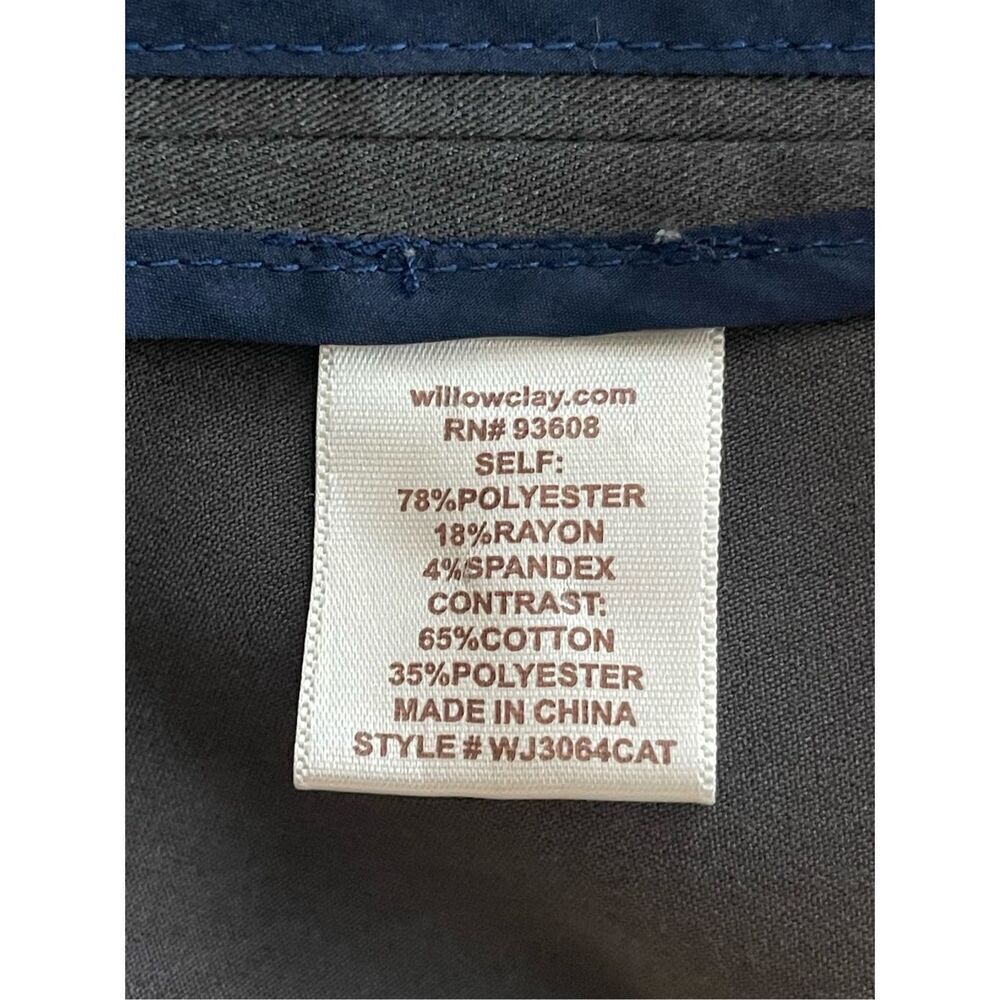 willowclay.com
RN# 93608
SELF:
78%POLYESTER
18%RAYON
4%SPANDEX
CONTRAST:
65%COTTON
35%POLYESTER
MADE IN CHINA
STYLE # WJ3064CAT